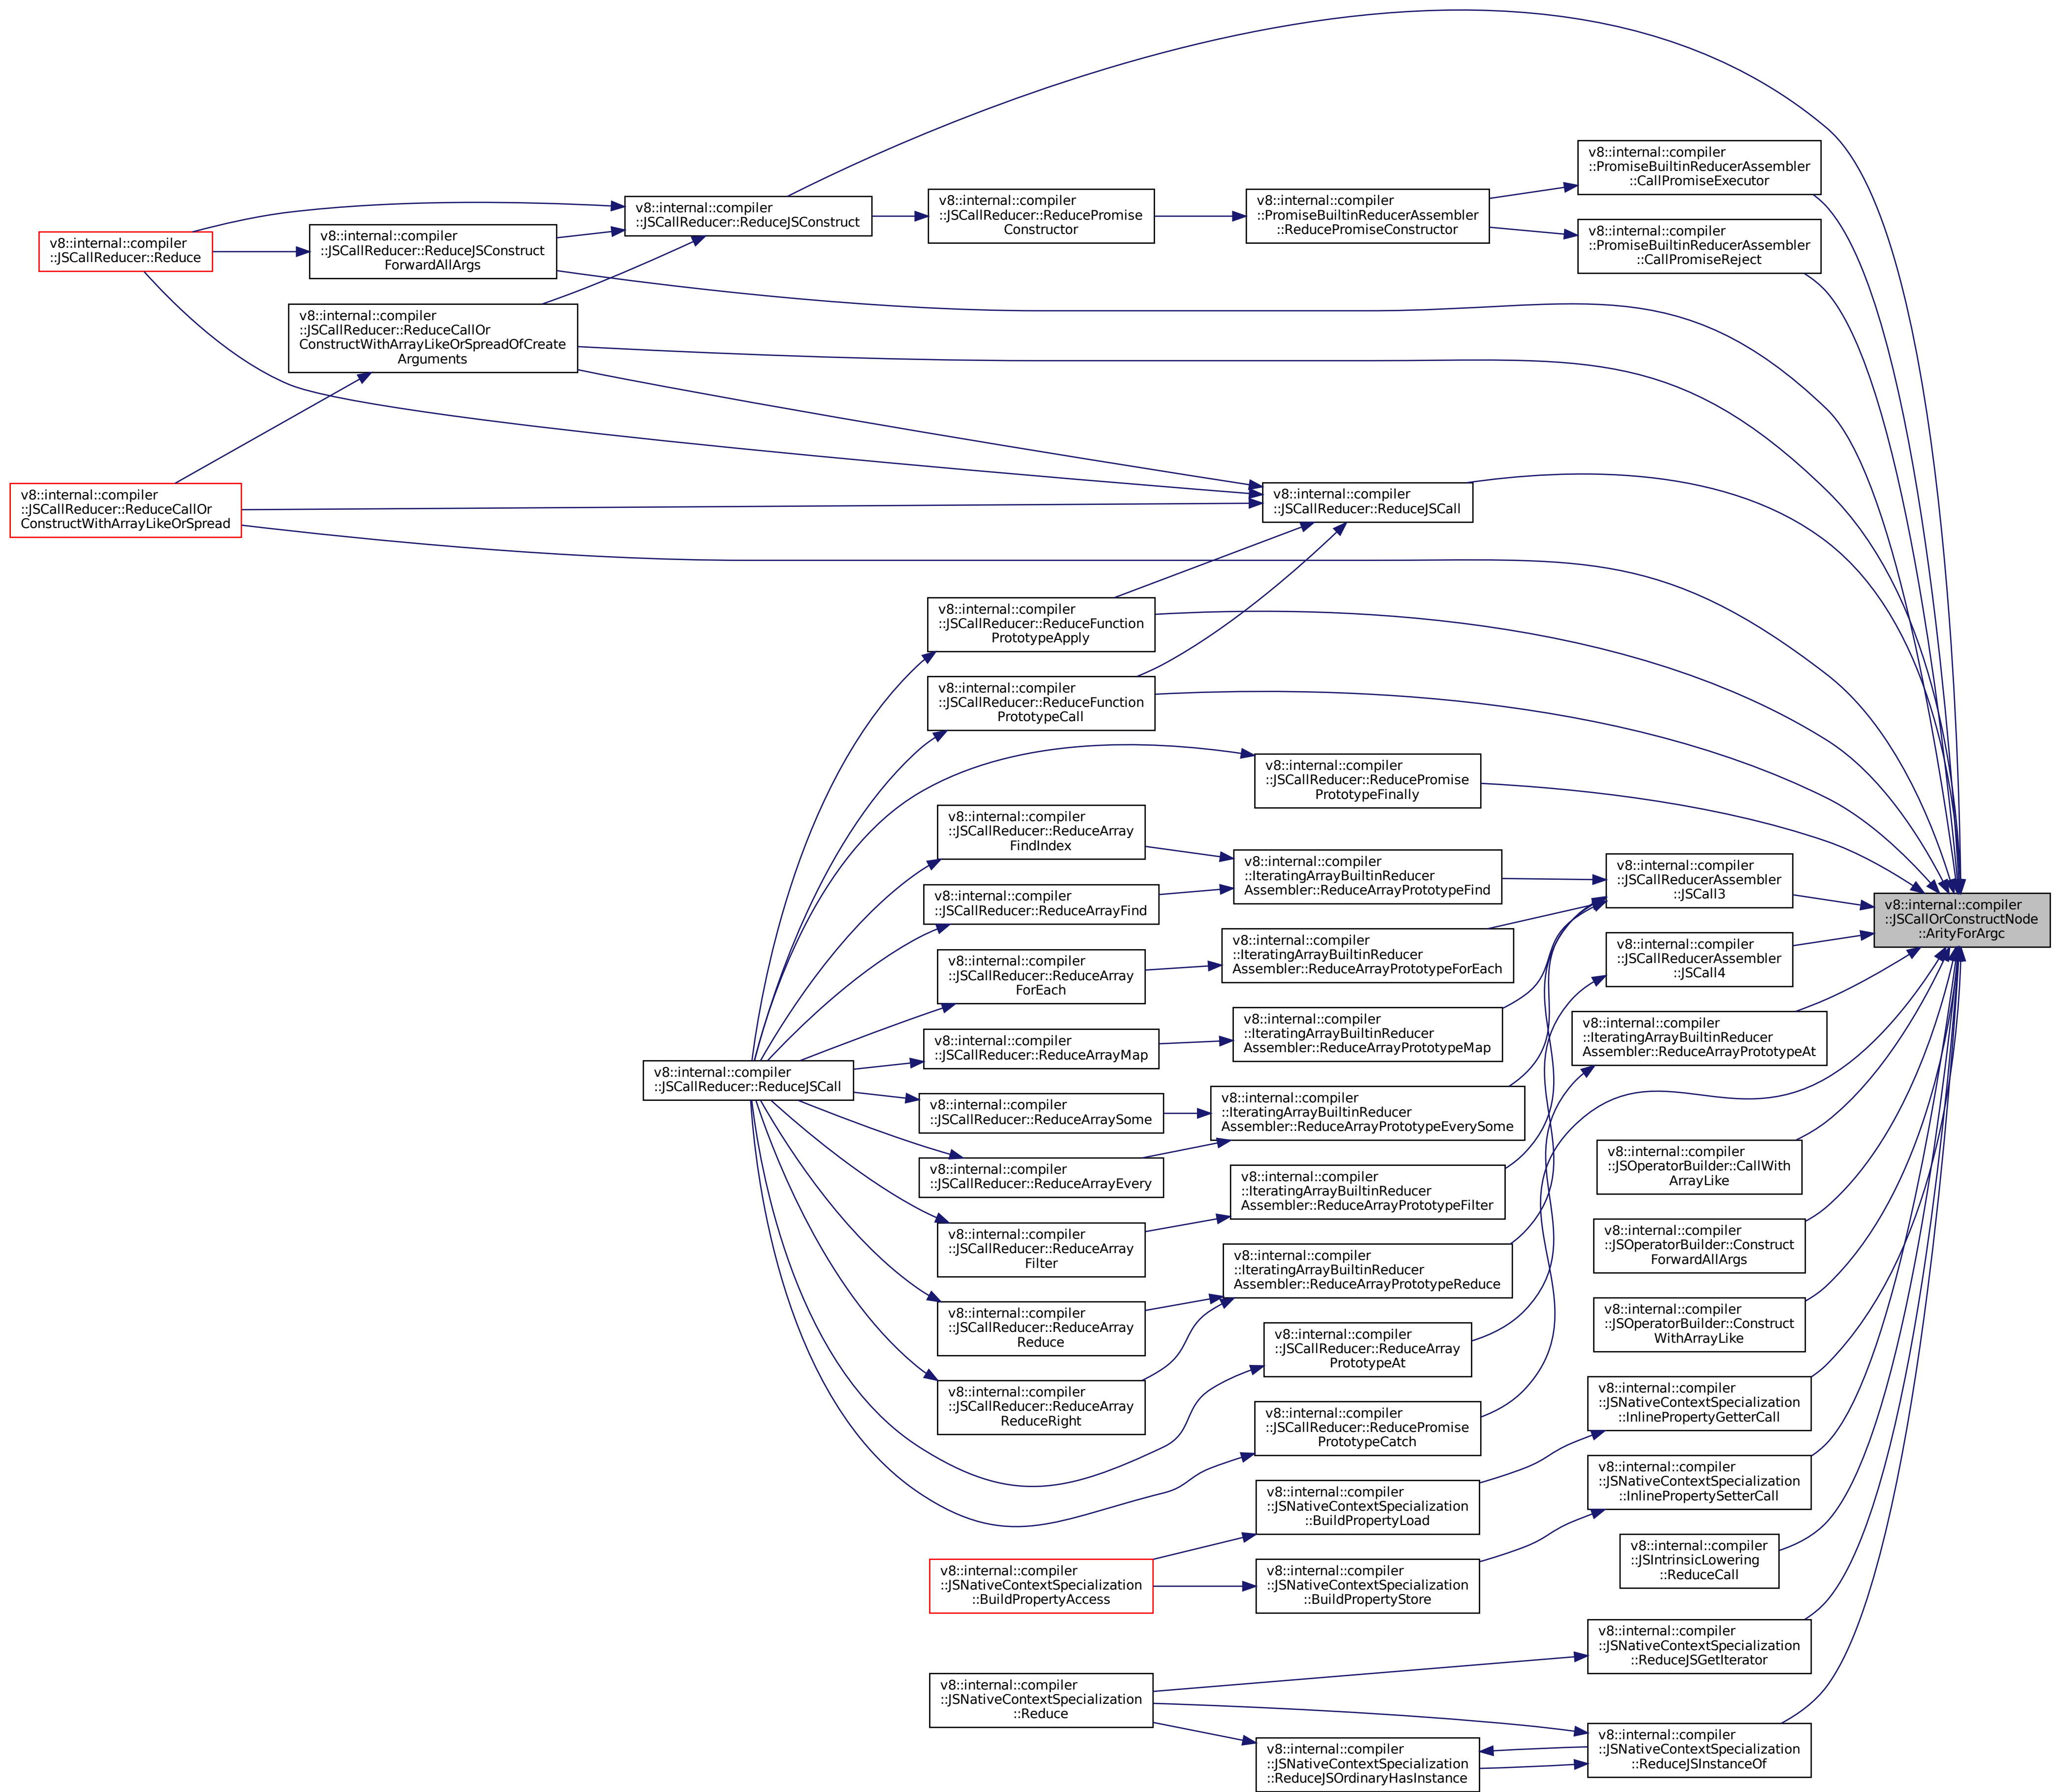 v8::internal::compiler
::PromiseBuiltinReducerAssembler
::CallPromiseExecutor
v8::internal::compiler
::JSCallReducer::ReduceJSConstruct
v8::internal::compiler
::JSCallReducer::ReducePromise
Constructor
v8::internal::compiler
::PromiseBuiltinReducerAssembler
::ReducePromiseConstructor
v8::internal::compiler
::PromiseBuiltinReducerAssembler
::CallPromiseReject
v8::internal::compiler
::JSCallReducer::Reduce
v8::internal::compiler
::JSCallReducer::ReduceJSConstruct
ForwardAllArgs
v8::internal::compiler
::JSCallReducer::ReduceCallOr
ConstructWithArrayLikeOrSpreadOfCreate
Arguments
v8::internal::compiler
::JSCallReducer::ReduceCallOr
ConstructWithArrayLikeOrSpread
v8::internal::compiler
::JSCallReducer::ReduceJSCall
v8::internal::compiler
::JSCallReducer::ReduceFunction
PrototypeApply
v8::internal::compiler
::JSCallReducer::ReduceFunction
PrototypeCall
v8::internal::compiler
::JSCallReducer::ReducePromise
PrototypeFinally
v8::internal::compiler
::JSCallReducer::ReduceArray
FindIndex
v8::internal::compiler
::IteratingArrayBuiltinReducer
Assembler::ReduceArrayPrototypeFind
v8::internal::compiler
::JSCallReducerAssembler
::JSCall3
v8::internal::compiler
::JSCallReducer::ReduceArrayFind
v8::internal::compiler
::JSCallOrConstructNode
::ArityForArgc
v8::internal::compiler
::IteratingArrayBuiltinReducer
Assembler::ReduceArrayPrototypeForEach
v8::internal::compiler
::JSCallReducerAssembler
::JSCall4
v8::internal::compiler
::JSCallReducer::ReduceArray
ForEach
v8::internal::compiler
::IteratingArrayBuiltinReducer
Assembler::ReduceArrayPrototypeMap
v8::internal::compiler
::IteratingArrayBuiltinReducer
Assembler::ReduceArrayPrototypeAt
v8::internal::compiler
::JSCallReducer::ReduceArrayMap
v8::internal::compiler
::JSCallReducer::ReduceJSCall
v8::internal::compiler
::JSCallReducer::ReduceArraySome
v8::internal::compiler
::IteratingArrayBuiltinReducer
Assembler::ReduceArrayPrototypeEverySome
v8::internal::compiler
::JSCallReducer::ReduceArrayEvery
v8::internal::compiler
::JSOperatorBuilder::CallWith
ArrayLike
v8::internal::compiler
::IteratingArrayBuiltinReducer
Assembler::ReduceArrayPrototypeFilter
v8::internal::compiler
::JSCallReducer::ReduceArray
Filter
v8::internal::compiler
::JSOperatorBuilder::Construct
ForwardAllArgs
v8::internal::compiler
::IteratingArrayBuiltinReducer
Assembler::ReduceArrayPrototypeReduce
v8::internal::compiler
::JSCallReducer::ReduceArray
Reduce
v8::internal::compiler
::JSOperatorBuilder::Construct
WithArrayLike
v8::internal::compiler
::JSCallReducer::ReduceArray
PrototypeAt
v8::internal::compiler
::JSCallReducer::ReduceArray
ReduceRight
v8::internal::compiler
::JSNativeContextSpecialization
::InlinePropertyGetterCall
v8::internal::compiler
::JSCallReducer::ReducePromise
PrototypeCatch
v8::internal::compiler
::JSNativeContextSpecialization
::InlinePropertySetterCall
v8::internal::compiler
::JSNativeContextSpecialization
::BuildPropertyLoad
v8::internal::compiler
::JSIntrinsicLowering
::ReduceCall
v8::internal::compiler
::JSNativeContextSpecialization
::BuildPropertyAccess
v8::internal::compiler
::JSNativeContextSpecialization
::BuildPropertyStore
v8::internal::compiler
::JSNativeContextSpecialization
::ReduceJSGetIterator
v8::internal::compiler
::JSNativeContextSpecialization
::Reduce
v8::internal::compiler
::JSNativeContextSpecialization
::ReduceJSInstanceOf
v8::internal::compiler
::JSNativeContextSpecialization
::ReduceJSOrdinaryHasInstance